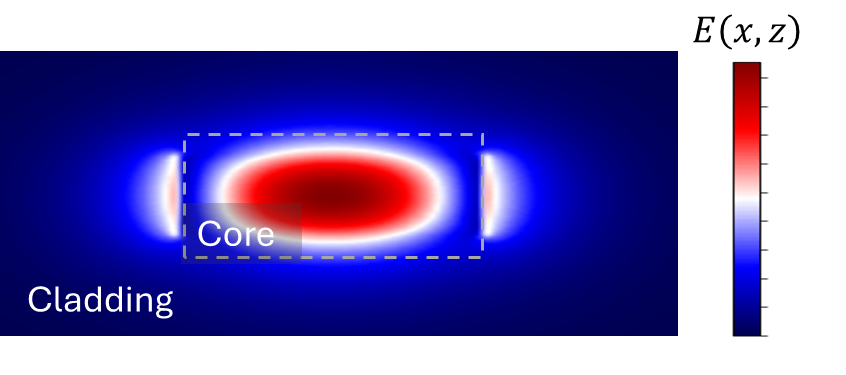 E(x, z)
Core
Cladding